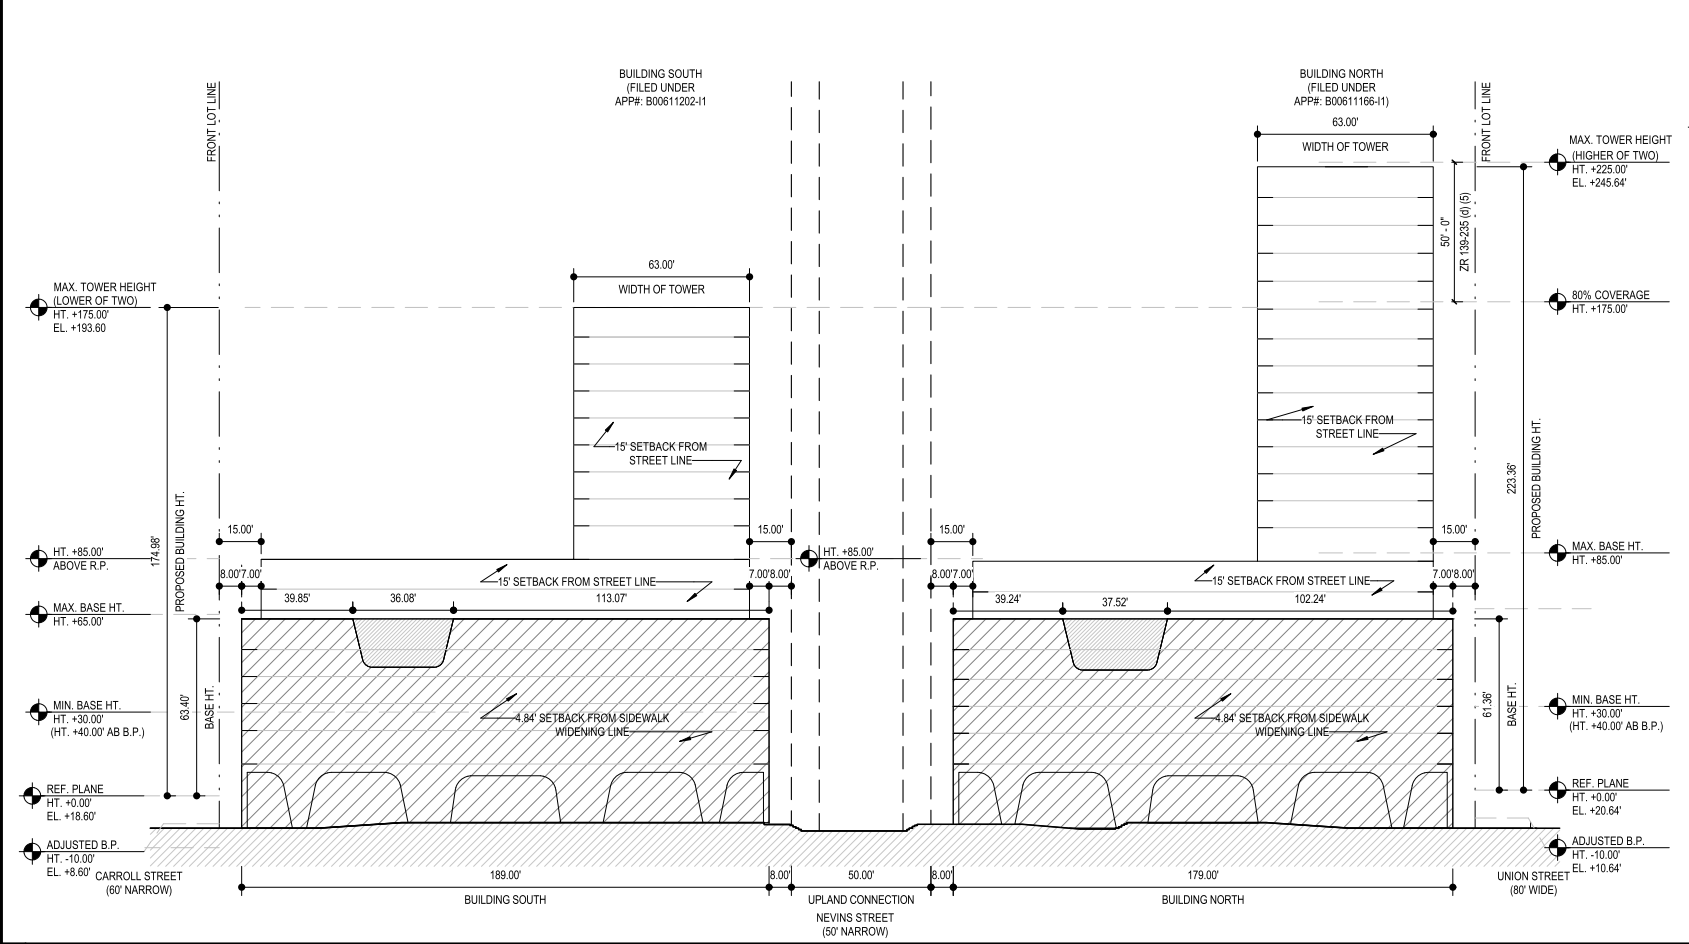 BUILDING SOUTH
(FILED UNDER
APP#: B00611202-I1
BUILDING NORTH
(FILED UNDER
APP#: B00611166-I1)
FRONT LOT LINE
FRONT LOT LINE
63.00'
WIDTH OF TOWER
MAX. TOWER HEIGHT
(HIGHER OF TWO)
HT. +225.00'
EL. +245.64'
50' - 0"
ZR 139-235 (d) (5)
63.00'
WIDTH OF TOWER
MAX. TOWER HEIGHT
(LOWER OF TWO)
HT. +175.00'
EL. +193.60
80% COVERAGE
HT. +175.00'
15' SETBACK FROM
STREET LINE
15' SETBACK FROM
STREET LINE
174.98'
PROPOSED BUILDING HT.
223.36'
PROPOSED BUILDING HT.
15.00'
15.00'
15.00'
15.00'
HT. +85.00'
ABOVE R.P.
HT. +85.00'
ABOVE R.P.
MAX. BASE HT.
HT. +85.00'
8.00'
7.00'
7.00'
8.00'
8.00'
7.00'
7.00'
8.00'
15' SETBACK FROM STREET LINE
15' SETBACK FROM STREET LINE
39.85'
36.08'
113.07'
39.24'
37.52'
102.24'
MAX. BASE HT.
HT. +65.00'
63.40'
BASE HT.
61.36'
BASE HT.
MIN. BASE HT.
HT. +30.00'
(HT. +40.00' AB B.P.)
4.84' SETBACK FROM SIDEWALK
WIDENING LINE
4.84' SETBACK FROM SIDEWALK
WIDENING LINE
MIN. BASE HT.
HT. +30.00'
(HT. +40.00' AB B.P.)
REF. PLANE
HT. +0.00'
EL. +18.60'
REF. PLANE
HT. +0.00'
EL. +20.64'
ADJUSTED B.P.
HT. -10.00'
EL. +8.60'
ADJUSTED B.P.
HT. -10.00'
EL. +10.64'
CARROLL STREET
(60' NARROW)
189.00'
8.00'
50.00'
8.00'
179.00'
UNION STREET
(80' WIDE)
BUILDING SOUTH
UPLAND CONNECTION
BUILDING NORTH
NEVINS STREET
(50' NARROW)